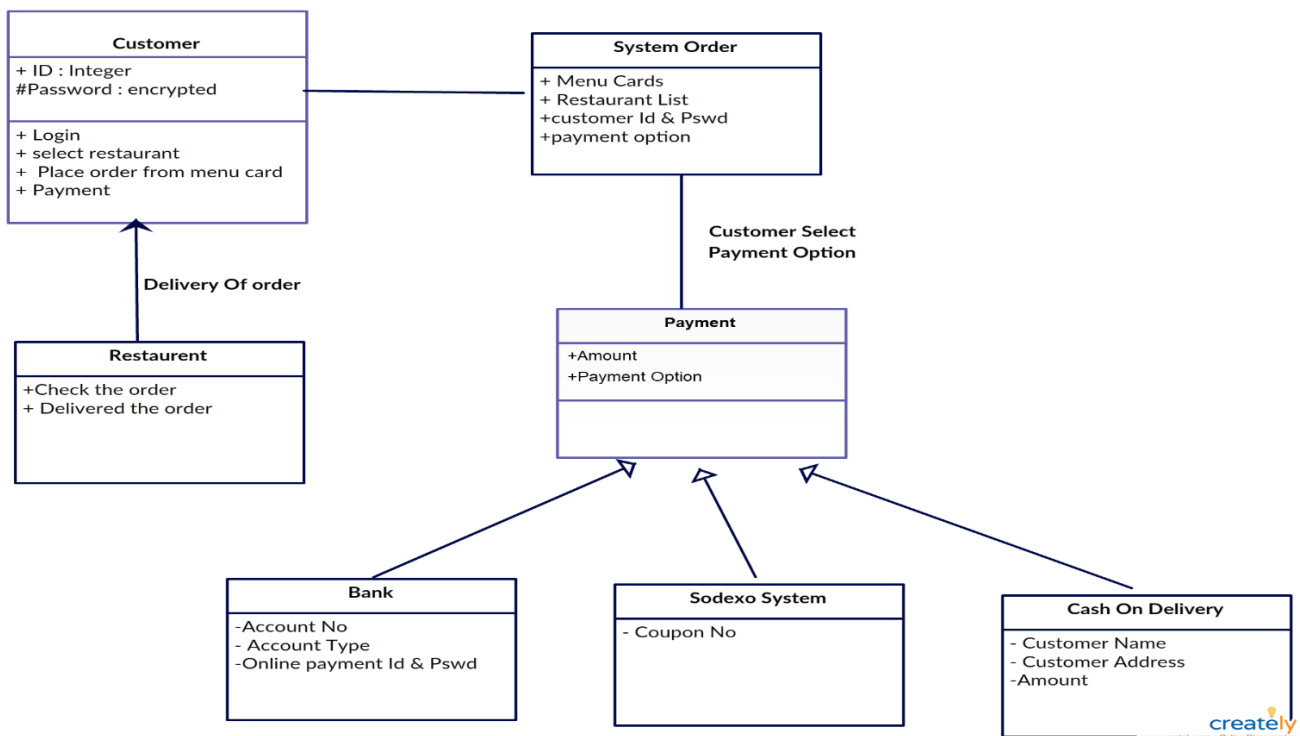 Customer
+ ID : Integer
#Password : encrypted
+ Login
+ select restaurant
+ Place order from menu card
+ Payment
System Order
+ Menu Cards
+ Restaurant List
+customer Id & Pswd
+payment option
Customer Select
Payment Option
Delivery Of order
Restaurent
+Check the order
+ Delivered the order
Payment
+Amount
+Payment Option
Bank
-Account No
- Account Type
-Online payment Id & Pswd
Sodexo System
- Coupon No
Cash On Delivery
- Customer Name
- Customer Address
-Amount
creately